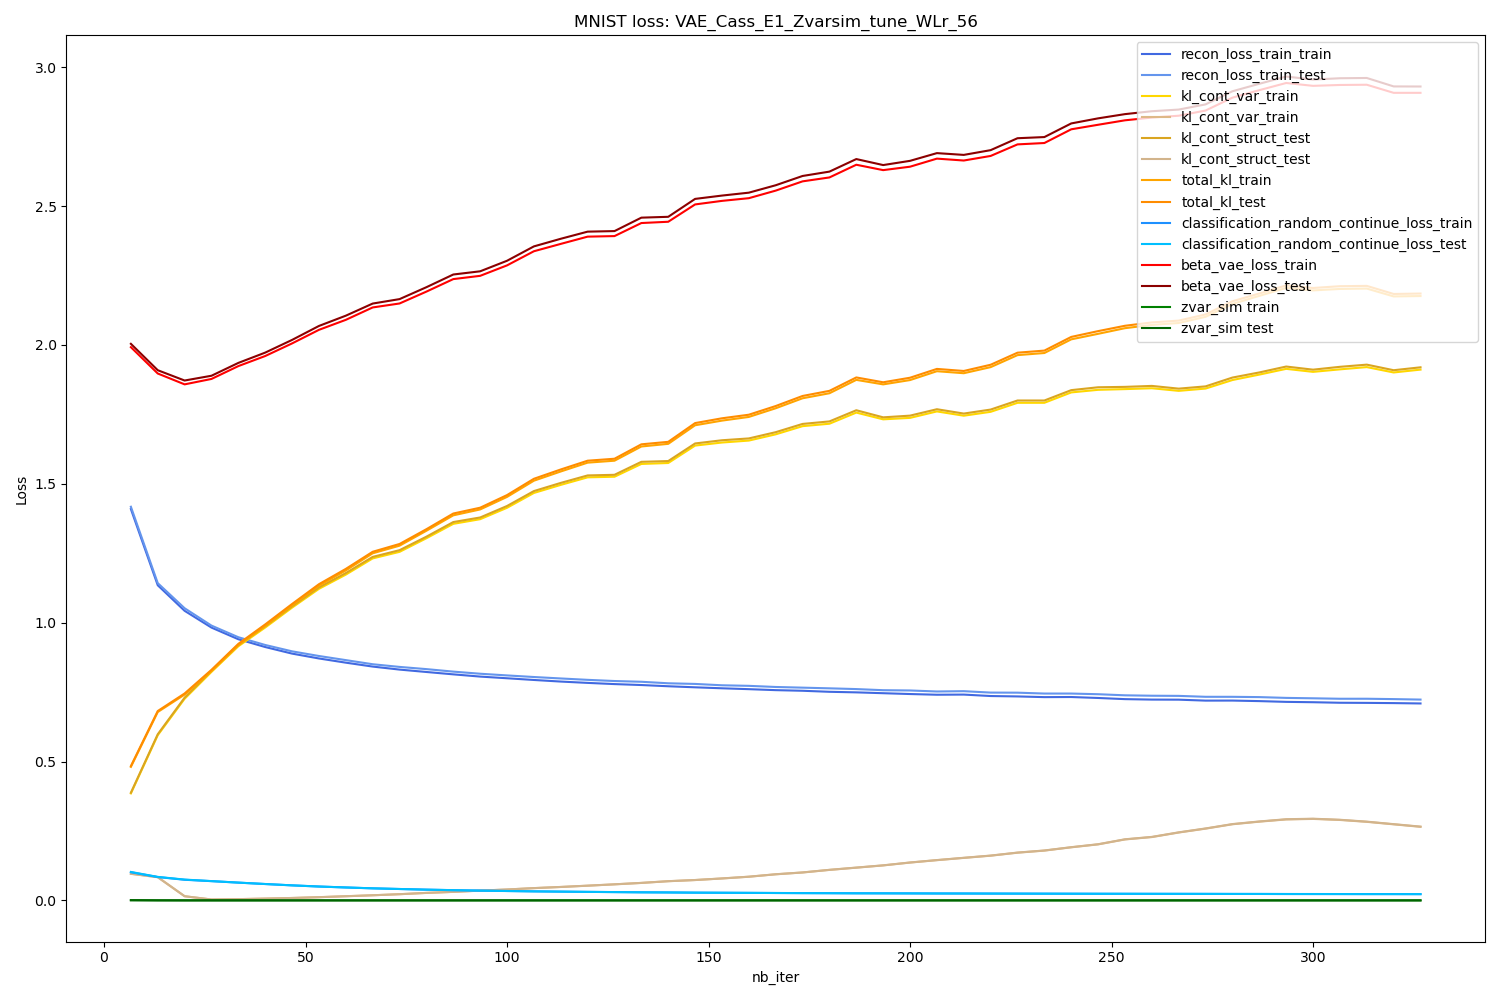 MNIST loss: VAE_Cass_E1_Zvarsim_tune_WLr_56
recon_loss_train_train
recon_loss_train_test
kl_cont_var_train
kl_cont_var_train
kl_cont_struct_test
kl_cont_struct_test
total_kl_train
total_kl_test
classification_random_continue_loss_train
classification_random_continue_loss_test
beta_vae_loss_train
beta_vae_loss_test
zvar_sim train
zvar_sim test
3.0
2.5
2.0
1.5
1.0
0.5
0.0
Loss
0 50 100 150 200 250 300
nb_iter